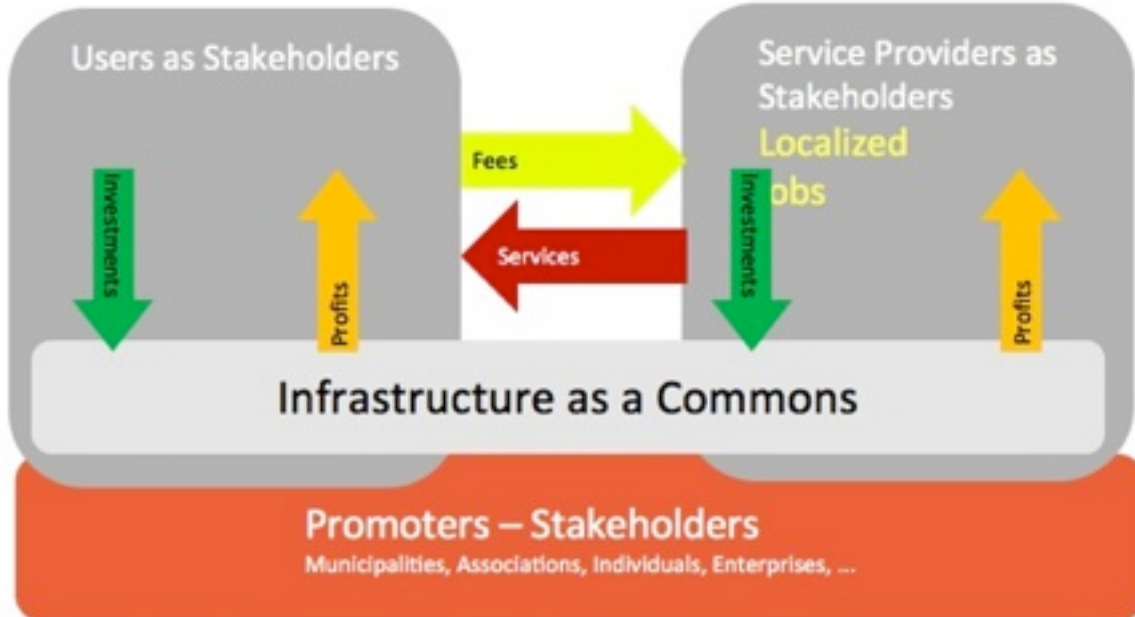 Users as Stakeholders
Service Providers as
Stakeholders
Localized
Jobs
Fees
Services
Investments
Profits
Investments
Profits
Infrastructure as a Commons
Promoters – Stakeholders
Municipalities, Associations, Individuals, Enterprises, ...